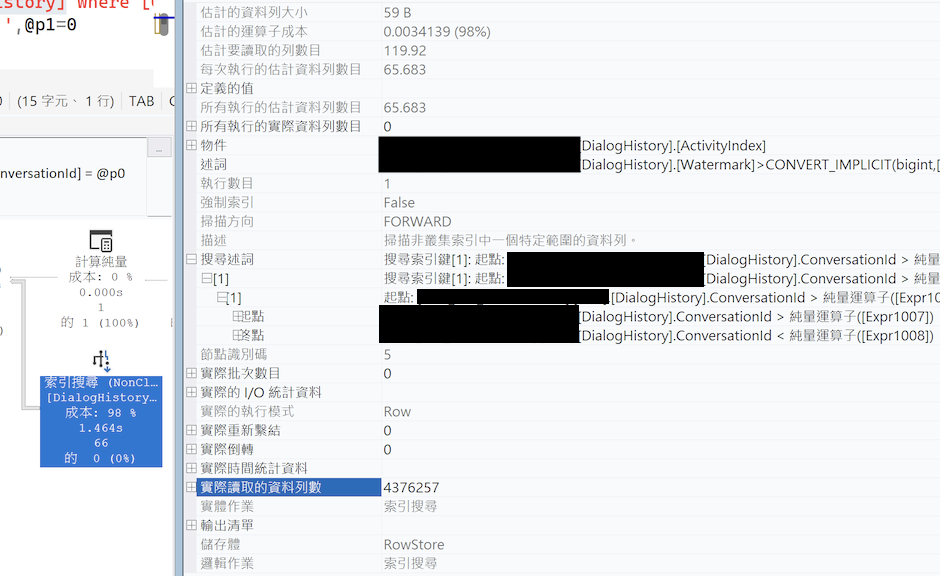 story] where [
',@p1=0
(15 字元、 1 行) TAB
nversationId] = @p0
計算純量
成本: 0 %
0.000s
1
的 1 (100%)
索引搜尋 (NonCl…
[DialogHistory…
成本: 98 %
1.464s
66
的 0 (0%)
估計的資料列大小 59 B
估計的運算子成本 0.0034139 (98%)
估計要讀取的列數目 119.92
每次執行的估計資料列數目 65.683
定義的值
所有執行的估計資料列數目 65.683
所有執行的實際資料列數目 0
物件 [DialogHistory].[ActivityIndex]
述詞 [DialogHistory].[Watermark]>CONVERT_IMPLICIT(bigint,[
執行數目 1
強制索引 False
掃描方向 FORWARD
描述 掃描非叢集索引中一個特定範圍的資料列。
搜尋述詞 搜尋索引鍵[1]: 起點: [DialogHistory].ConversationId > 純量
[1] 搜尋索引鍵[1]: 起點: [DialogHistory].ConversationId > 純量
[1] 起點: [DialogHistory].ConversationId > 純量運算子([Expr10
起點 [DialogHistory].ConversationId > 純量運算子([Expr1007])
終點 [DialogHistory].ConversationId < 純量運算子([Expr1008])
節點識別碼 5
實際批次數目 0
實際的 I/O 統計資料
實際的執行模式 Row
實際重新繫結 0
實際倒轉 0
實際時間統計資料
實際讀取的資料列數 4376257
實體作業 索引搜尋
輸出清單
儲存體 RowStore
邏輯作業 索引搜尋